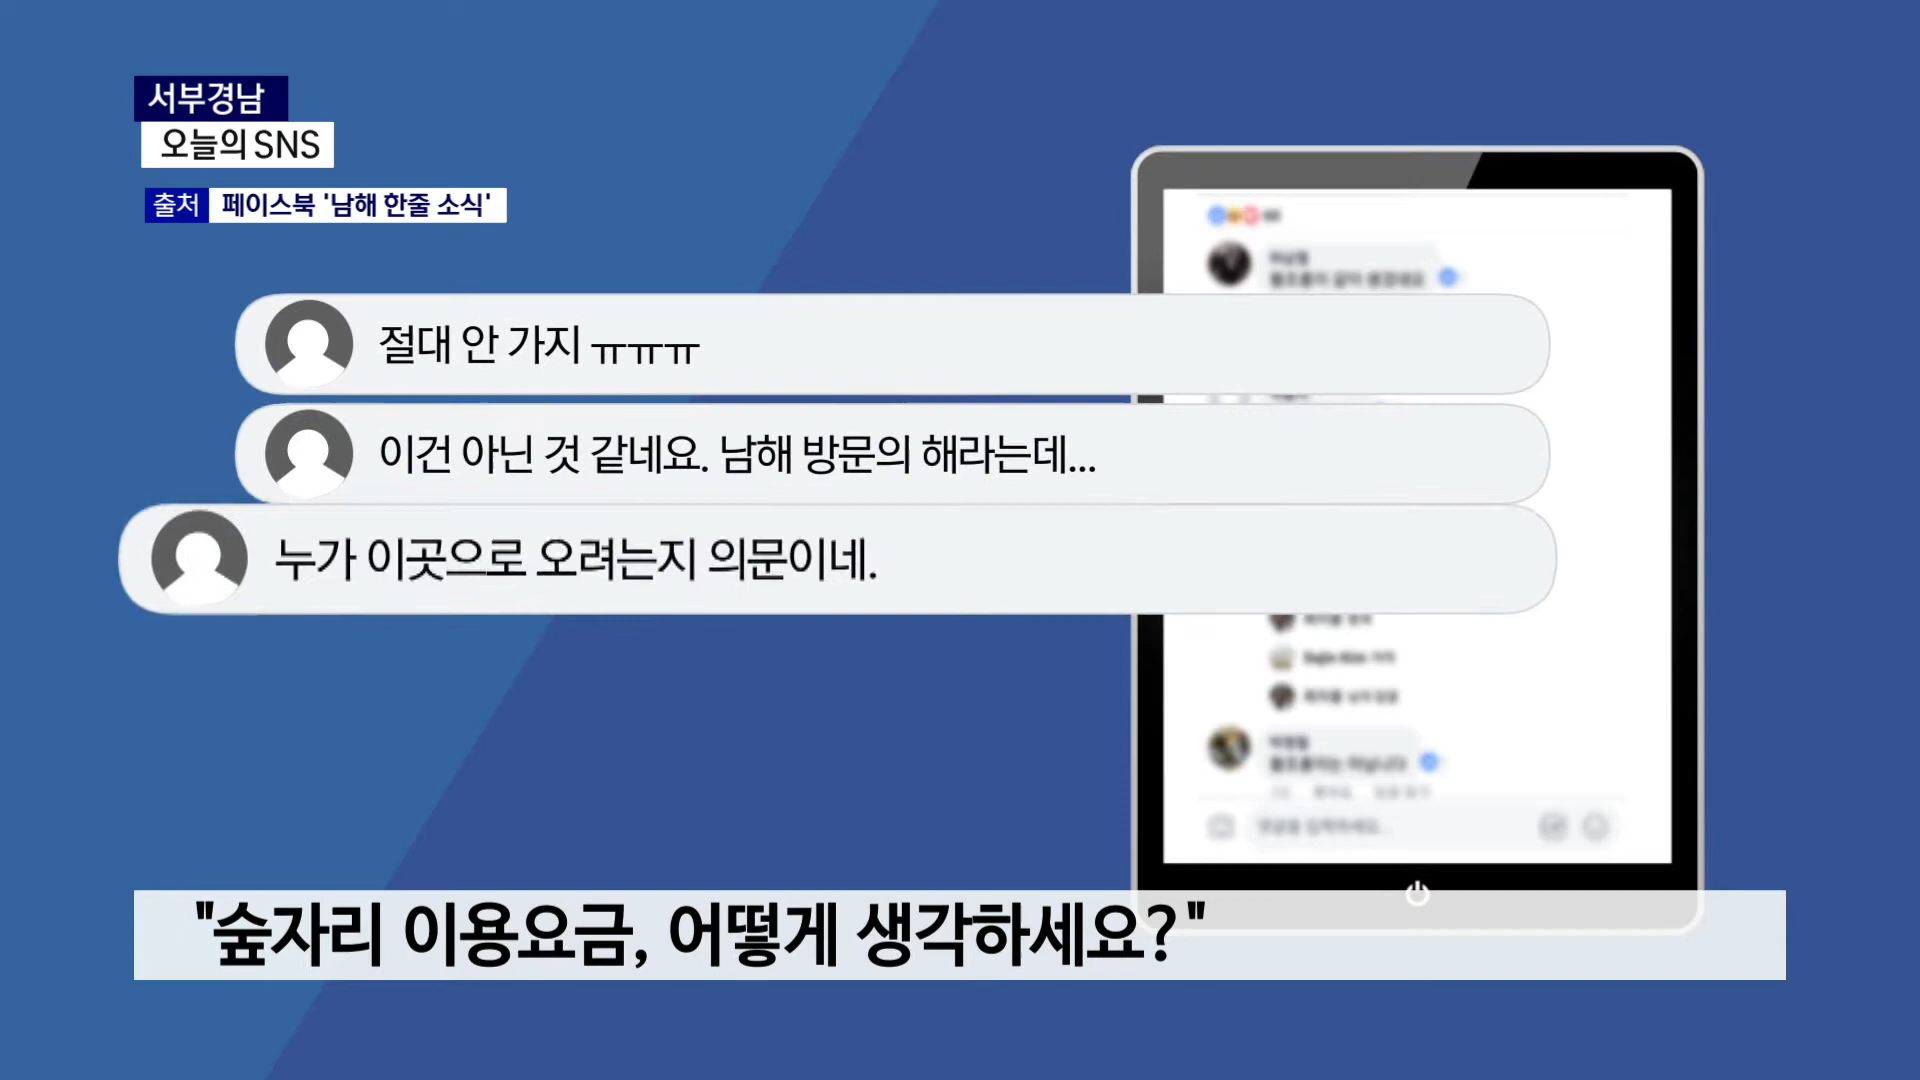 서부경남
오늘의 SNS
출처 페이스북 '남해 한줄 소식'
절대 안 가지 ㅠㅠㅠ
이건 아닌 것 같네요. 남해 방문의 해라는데...
누가 이곳으로 오려는지 의문이네.
"숲자리 이용요금, 어떻게 생각하세요?"